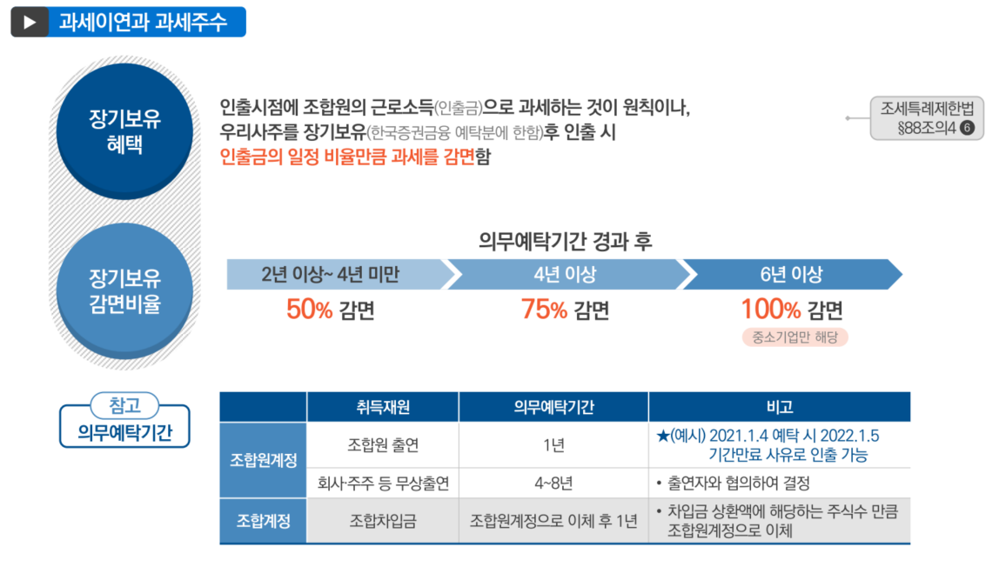 ▶ 과세이연과 과세주수
장기보유
혜택
인출시점에 조합원의 근로소득(인출금)으로 과세하는 것이 원칙이나,
우리사주를 장기보유(한국증권금융 예탁분에 한함)후 인출 시
인출금의 일정 비율만큼 과세를 감면함
조세특례제한법
§88조의4 ❻
장기보유
감면비율
의무예탁기간 경과 후
2년 이상~ 4년 미만
4년 이상
6년 이상
50% 감면
75% 감면
100% 감면
중소기업만 해당
참고
의무예탁기간
취득재원
의무예탁기간
비고
조합원계정
조합원 출연
1년
★(예시) 2021.1.4 예탁 시 2022.1.5
기간만료 사유로 인출 가능
회사·주주 등 무상출연
4~8년
• 출연자와 협의하여 결정
조합계정
조합차입금
조합원계정으로 이체 후 1년
• 차입금 상환액에 해당하는 주식수 만큼
조합원계정으로 이체